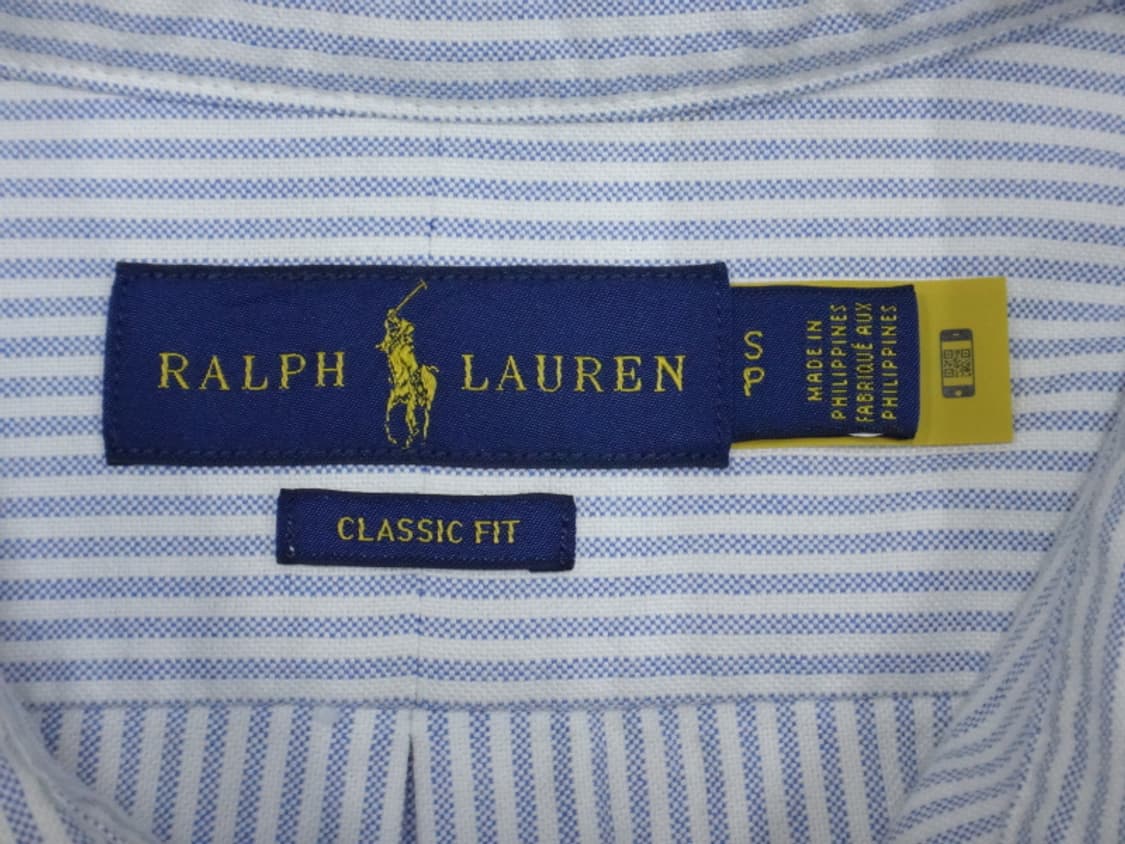 RALPH LAUREN
S
P
MADE IN
PHILIPPINES
FABRIQUÉ AUX
PHILIPPINES
CLASSIC FIT